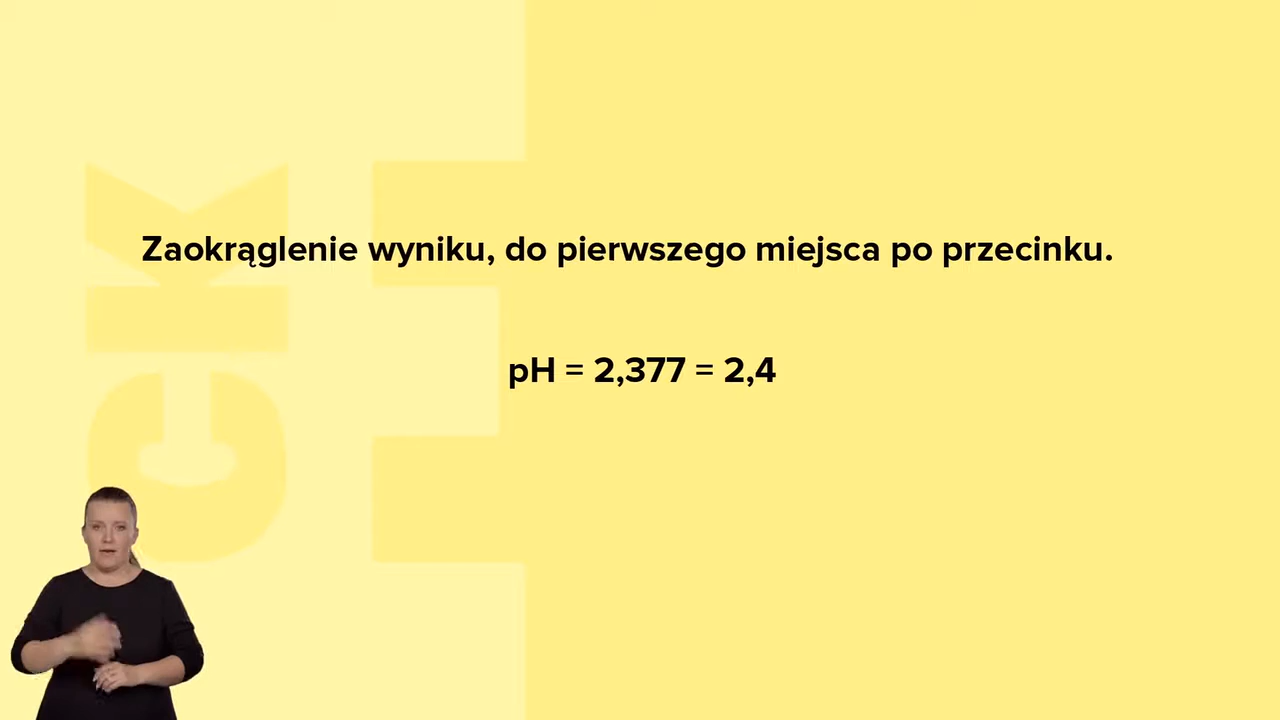 Zaokrąglenie wyniku, do pierwszego miejsca po przecinku.
pH = 2,377 = 2,4